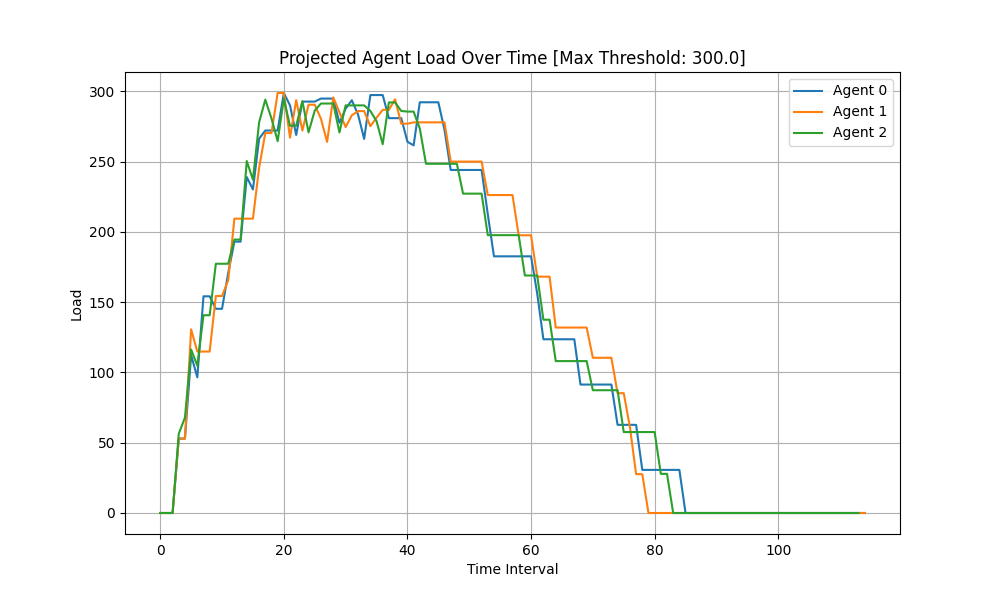 Projected Agent Load Over Time [Max Threshold: 300.0]
Agent 0
Agent 1
Agent 2
Load
300
250
200
150
100
50
0
0 20 40 60 80 100
Time Interval